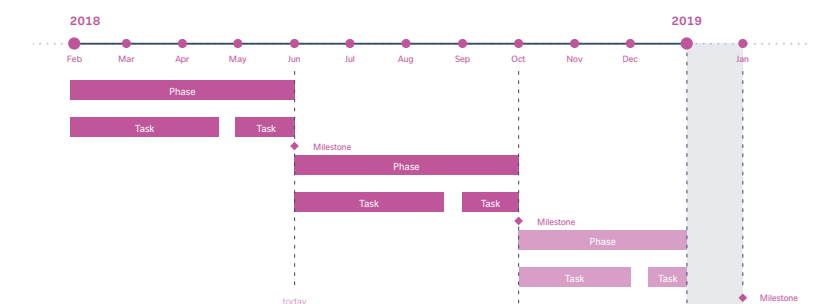 2018 2019
Feb Mar Apr May Jun Jul Aug Sep Oct Nov Dec Jan
Phase
Task Task
Milestone
Phase
Task Task
Milestone
Phase
Task Task
Milestone
today